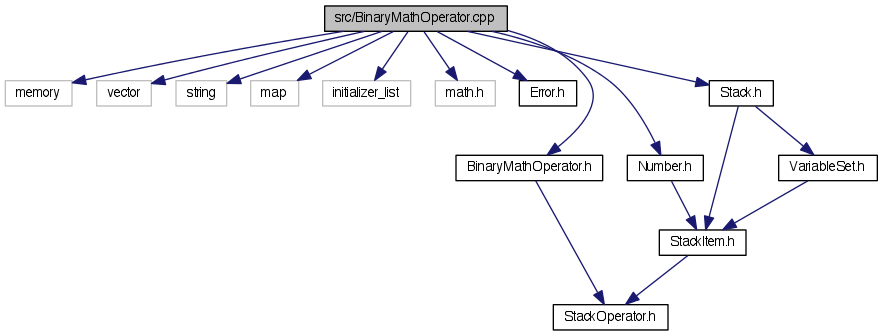 src/BinaryMathOperator.cpp
memory
vector
string
map
initializer_list
math.h
Error.h
Stack.h
BinaryMathOperator.h
Number.h
VariableSet.h
StackItem.h
StackOperator.h